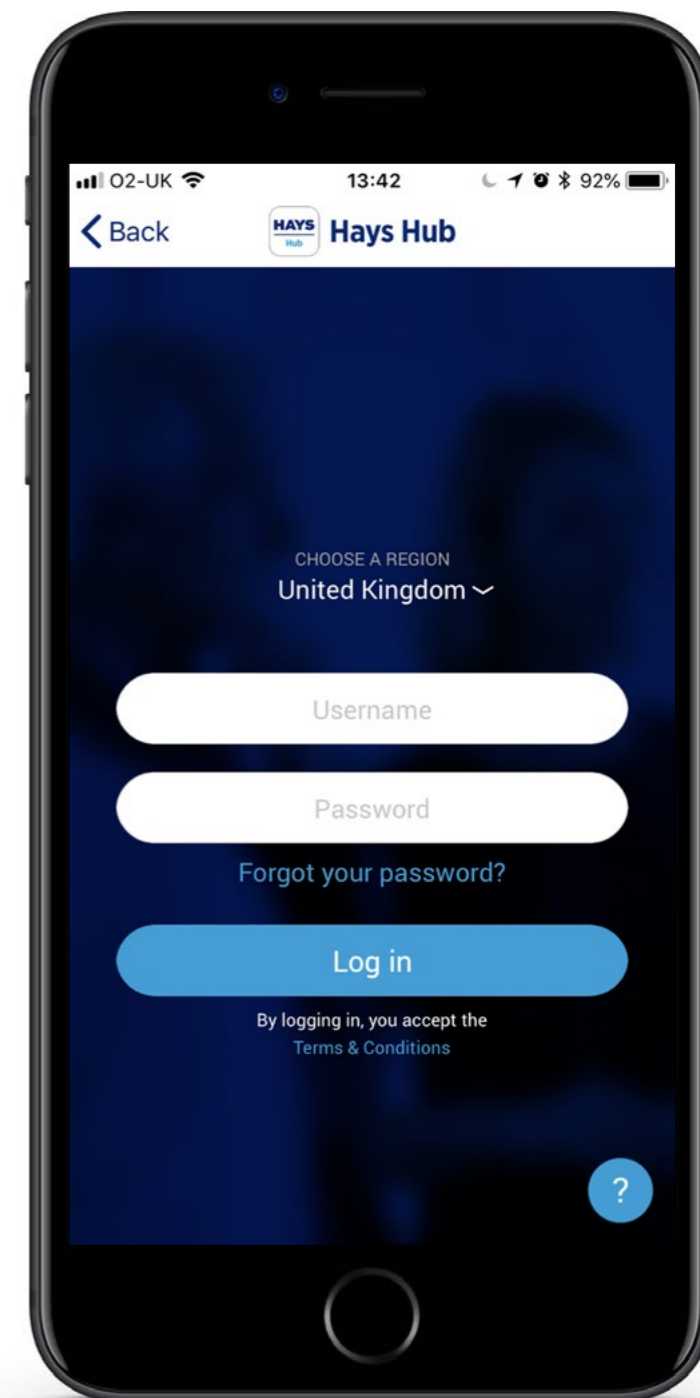 O2-UK 13:42 92%
Back HAYS Hub Hays Hub
CHOOSE A REGION
United Kingdom
Username
Password
Forgot your password?
Log in
By logging in, you accept the
Terms & Conditions
?